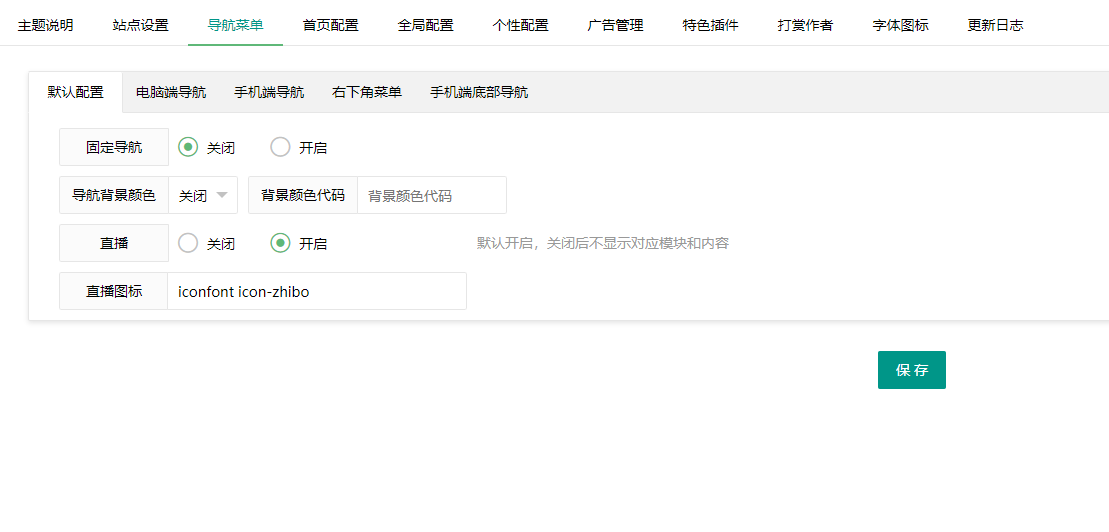 主题说明 站点设置 导航菜单 首页配置 全局配置 个性配置 广告管理 特色插件 打赏作者 字体图标 更新日志
默认配置 电脑端导航 手机端导航 右下角菜单 手机端底部导航
固定导航 关闭 开启
导航背景颜色 关闭 背景颜色代码 背景颜色代码
直播 关闭 开启 默认开启，关闭后不显示对应模块和内容
直播图标 iconfont icon-zhibo
保存